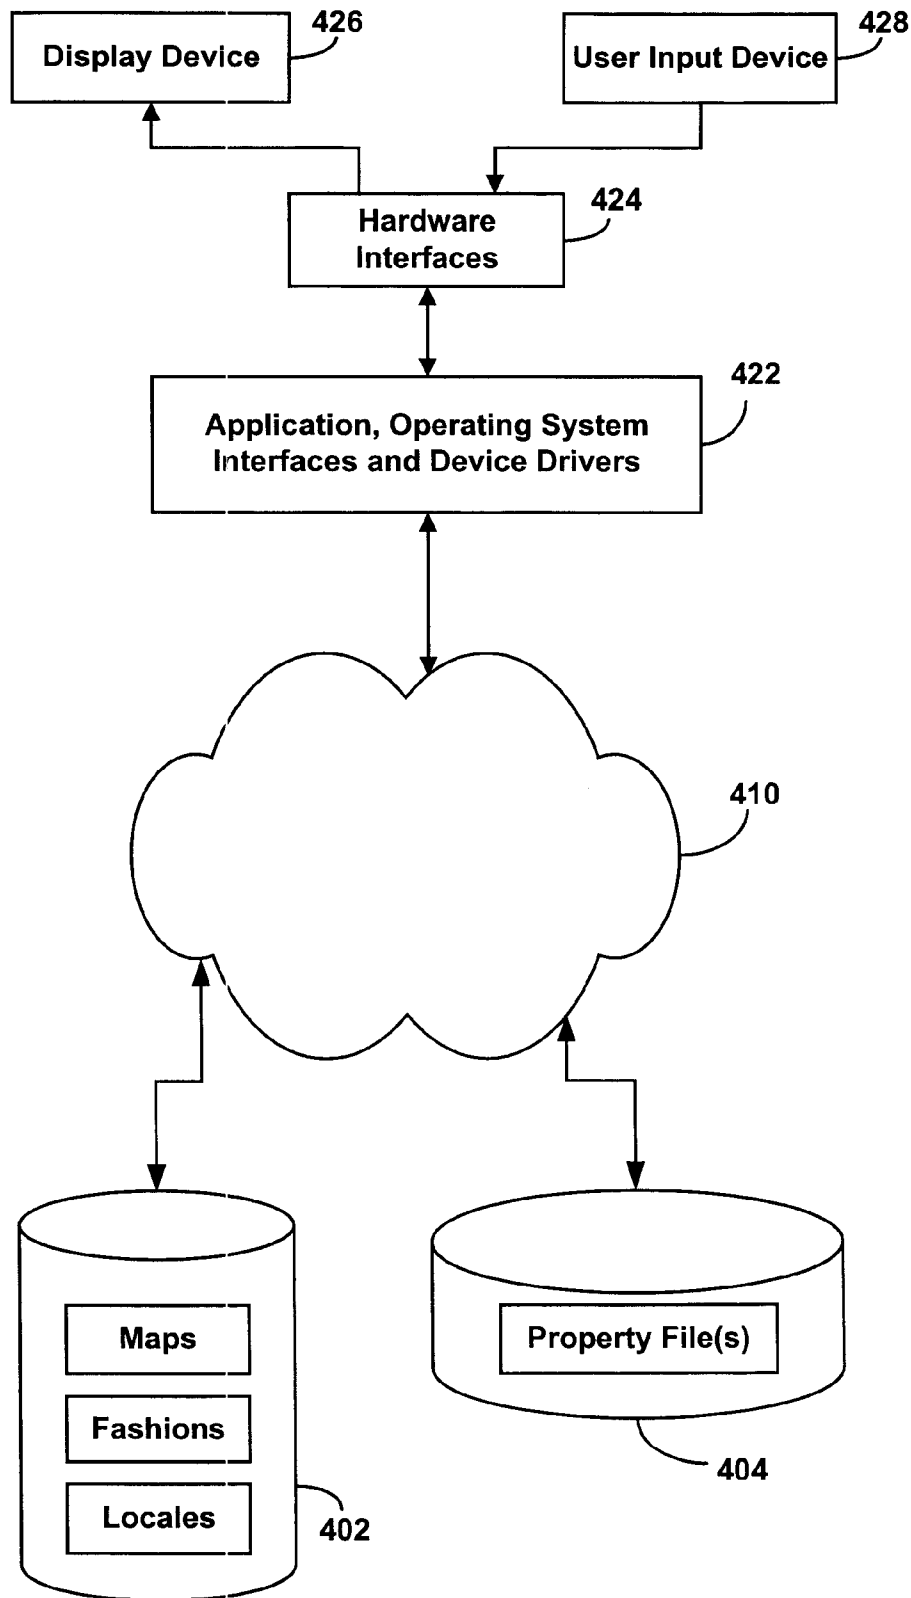 Display Device
426
User Input Device
428
Hardware
Interfaces
424
Application, Operating System
Interfaces and Device Drivers
422
410
Maps
Fashions
Locales
402
Property File(s)
404